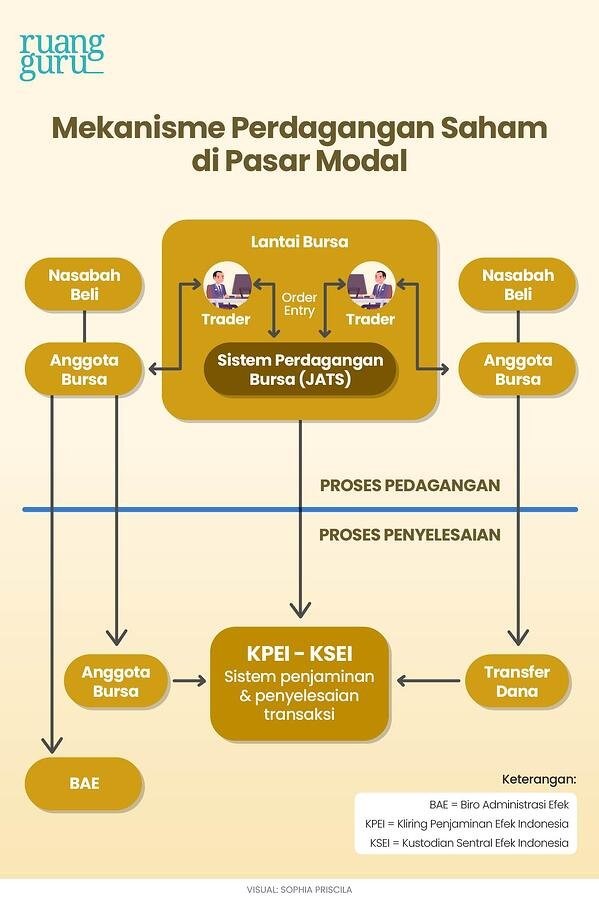 ruang
guru
Mekanisme Perdagangan Saham
di Pasar Modal
Lantai Bursa
Nasabah
Beli
Trader
Order
Entry
Trader
Nasabah
Beli
Anggota
Bursa
Sistem Perdagangan
Bursa (JATS)
Anggota
Bursa
PROSES PEDAGANGAN
PROSES PENYELESAIAN
Anggota
Bursa
KPEI - KSEI
Sistem penjaminan
& penyelesaian
transaksi
Transfer
Dana
BAE
Keterangan:
BAE = Biro Administrasi Efek
KPEI = Kliring Penjaminan Efek Indonesia
KSEI = Kustodian Sentral Efek Indonesia
VISUAL: SOPHIA PRISCILA